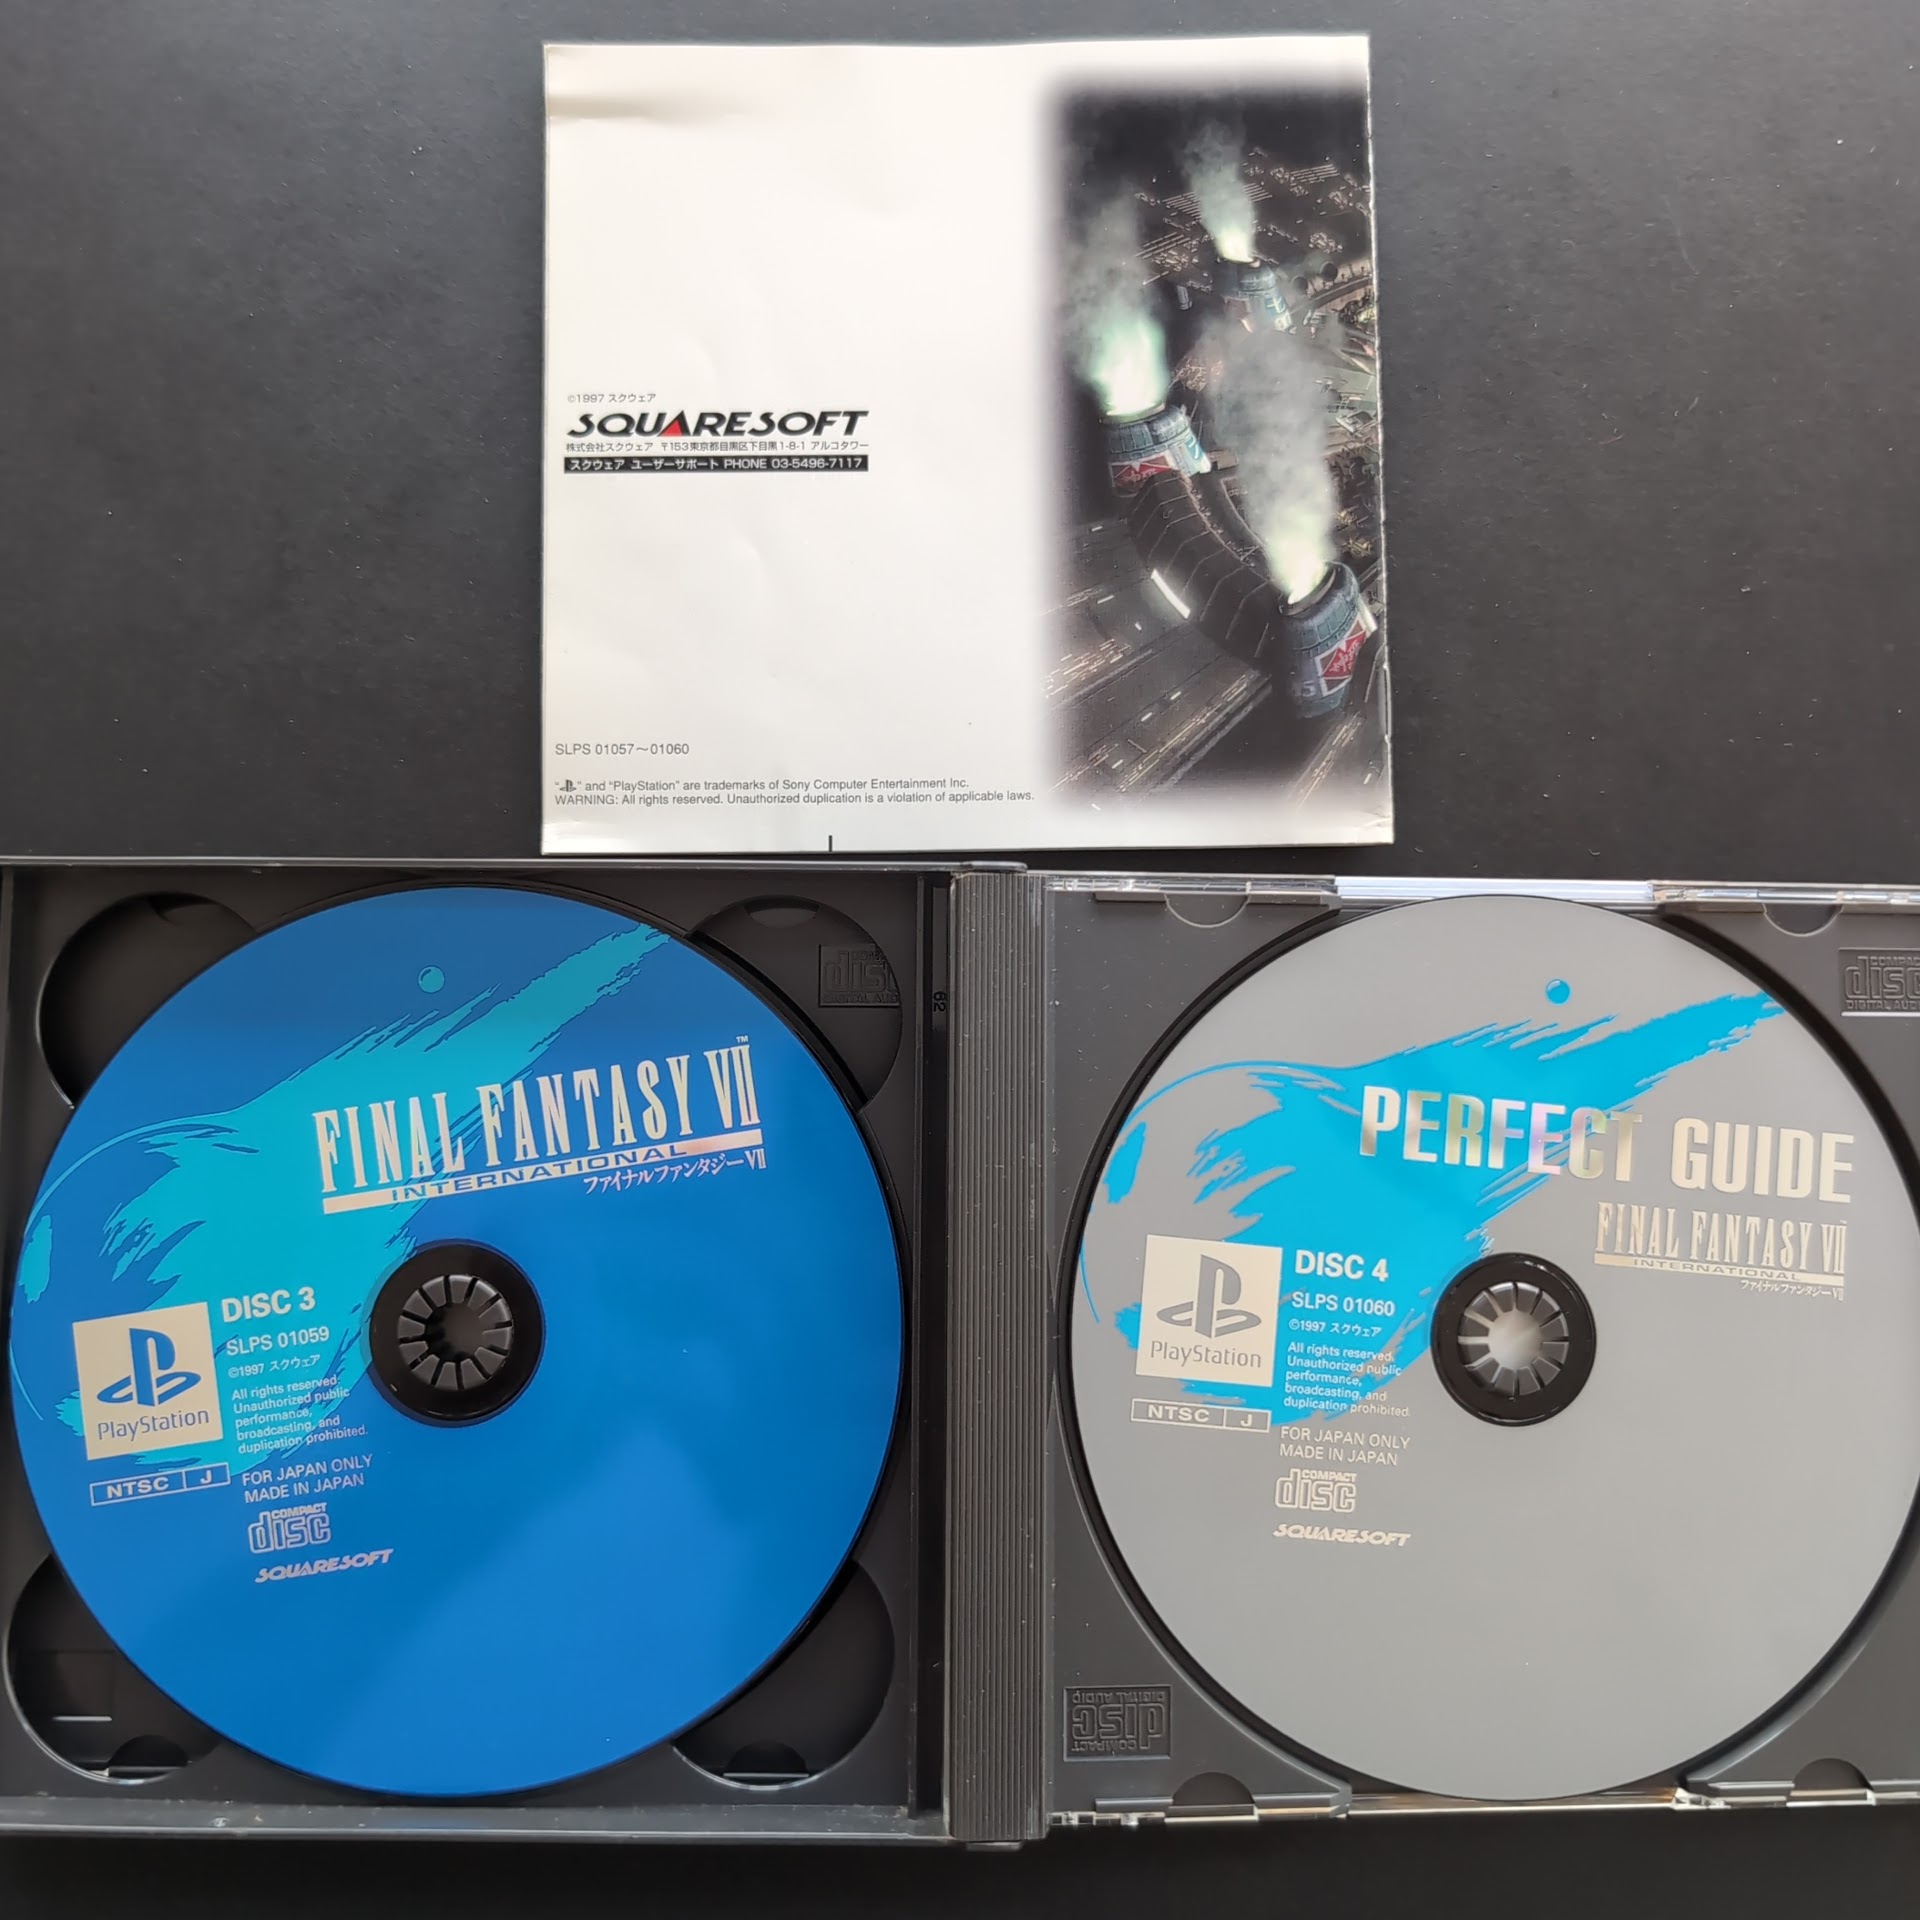 ©1997 スクウェア
SQUARESOFT
株式会社スクウェア 〒153東京都目黒区下目黒1-8-1 アルコタワー
スクウェア ユーザーサポート PHONE 03-5496-7117
SLPS 01057～01060
" " and "PlayStation" are trademarks of Sony Computer Entertainment Inc.
WARNING: All rights reserved. Unauthorized duplication is a violation of applicable laws.
FINAL FANTASY VII™
INTERNATIONAL
ファイナルファンタジーVII
DISC 3
SLPS 01059
©1997 スクウェア
All rights reserved.
Unauthorized public
performance,
broadcasting, and
duplication prohibited.
PlayStation
NTSC J
FOR JAPAN ONLY
MADE IN JAPAN
COMPACT
disc
SQUARESOFT
62
PERFECT GUIDE
FINAL FANTASY VII
INTERNATIONAL
ファイナルファンタジーVII
DISC 4
SLPS 01060
©1997 スクウェア
All rights reserved.
Unauthorized public
performance,
broadcasting, and
duplication prohibited.
PlayStation
NTSC J
FOR JAPAN ONLY
MADE IN JAPAN
COMPACT
disc
SQUARESOFT
COMPACT
disc
DIGITAL AUDIO